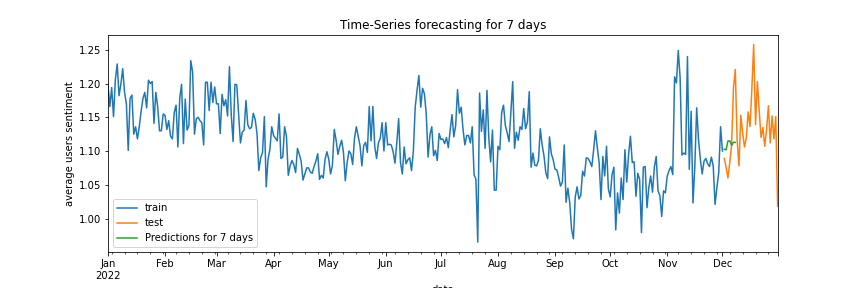 Time-Series forecasting for 7 days
average users sentiment
1.25
1.20
1.15
1.10
1.05
1.00
train
test
Predictions for 7 days
Jan Feb Mar Apr May Jun Jul Aug Sep Oct Nov Dec
2022